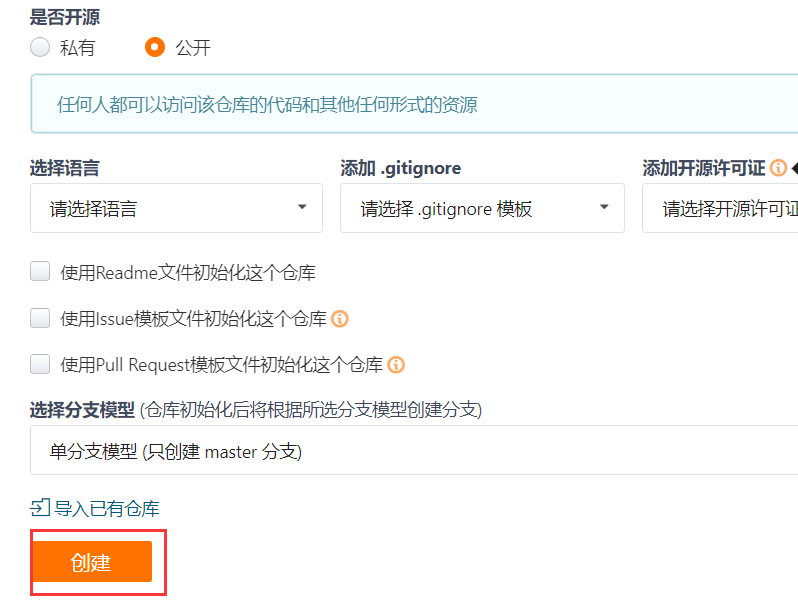 是否开源
私有 公开
任何人都可以访问该仓库的代码和其他任何形式的资源
选择语言 添加 .gitignore 添加开源许可证
请选择语言 请选择 .gitignore 模板 请选择开源许可证
使用Readme文件初始化这个仓库
使用Issue模板文件初始化这个仓库
使用Pull Request模板文件初始化这个仓库
选择分支模型 (仓库初始化后将根据所选分支模型创建分支)
单分支模型 (只创建 master 分支)
导入已有仓库
创建